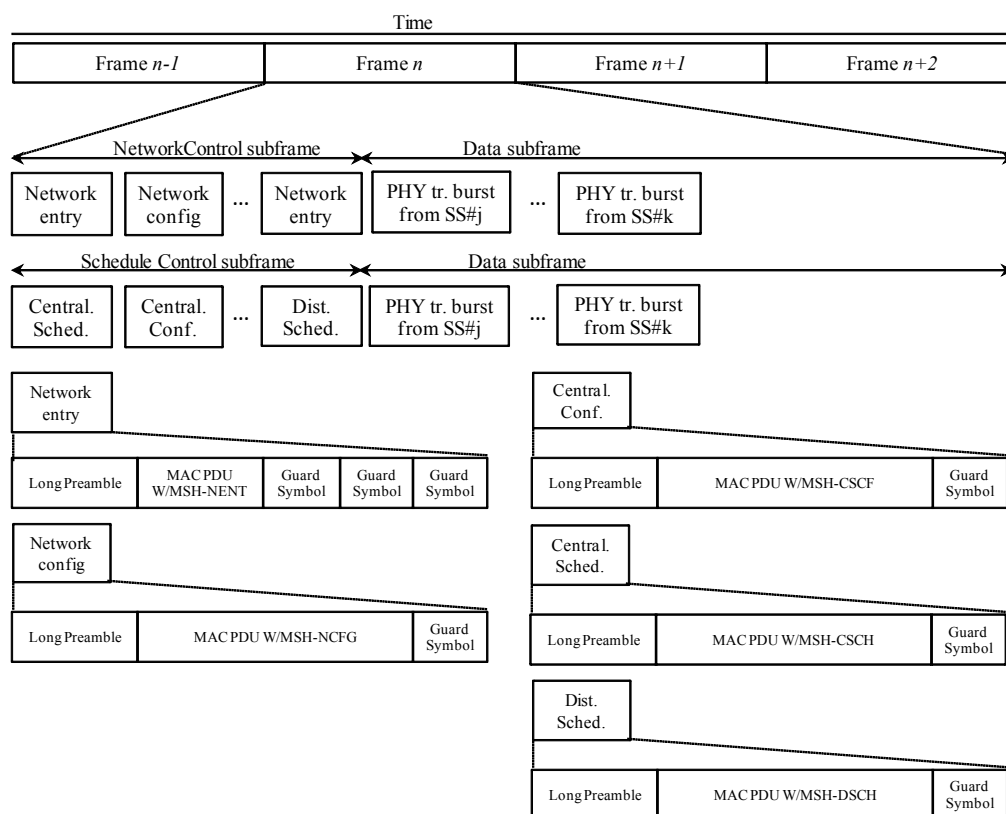 Time
Frame n-1 Frame n Frame n+1 Frame n+2
NetworkControl subframe Data subframe
Network entry
Network config
...
Network entry
PHY tr. burst from SS#j
...
PHY tr. burst from SS#k
Schedule Control subframe Data subframe
Central. Sched.
Central. Conf.
...
Dist. Sched.
PHY tr. burst from SS#j
...
PHY tr. burst from SS#k
Network entry
Long Preamble
MAC PDU W/MSH-NENT
Guard Symbol
Guard Symbol
Guard Symbol
Central. Conf.
Long Preamble
MAC PDU W/MSH-CSCF
Guard Symbol
Network config
Long Preamble
MAC PDU W/MSH-NCFG
Guard Symbol
Central. Sched.
Long Preamble
MAC PDU W/MSH-CSCH
Guard Symbol
Dist. Sched.
Long Preamble
MAC PDU W/MSH-DSCH
Guard Symbol